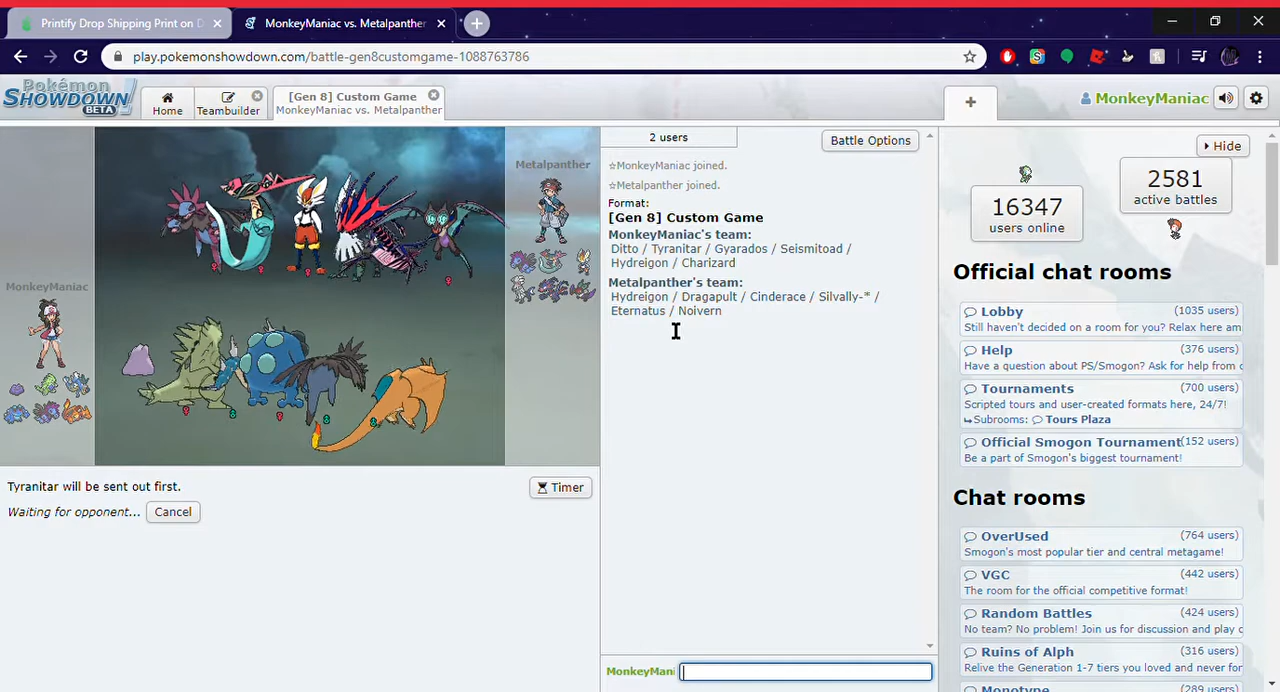 Printify Drop Shipping Print on D
MonkeyManiac vs. Metalpanther
play.pokemonshowdown.com/battle-gen8customgame-1088763786
Pokémon
SHOWDOWN!
BETA
Home
Teambuilder
[Gen 8] Custom Game
MonkeyManiac vs. Metalpanther
MonkeyManiac
Metalpanther
MonkeyManiac
Tyranitar will be sent out first.
Timer
Waiting for opponent...
Cancel
2 users
Battle Options
☆MonkeyManiac joined.
☆Metalpanther joined.
Format:
[Gen 8] Custom Game
MonkeyManiac's team:
Ditto / Tyranitar / Gyarados / Seismitoad /
Hydreigon / Charizard
Metalpanther's team:
Hydreigon / Dragapult / Cinderace / Silvally-* /
Eternatus / Noivern
MonkeyMani
Hide
16347
users online
2581
active battles
Official chat rooms
Lobby (1035 users)
Still haven't decided on a room for you? Relax here am
Help (376 users)
Have a question about PS/Smogon? Ask for help from c
Tournaments (700 users)
Scripted tours and user-created formats here, 24/7!
↳Subrooms: Tours Plaza
Official Smogon Tournament (152 users)
Be a part of Smogon's biggest tournament!
Chat rooms
OverUsed (764 users)
Smogon's most popular tier and central metagame!
VGC (442 users)
The room for the official competitive format!
Random Battles (424 users)
No team? No problem! Join us for discussion and play c
Ruins of Alph (316 users)
Relive the Generation 1-7 tiers you loved and never for
Monotype (289 users)